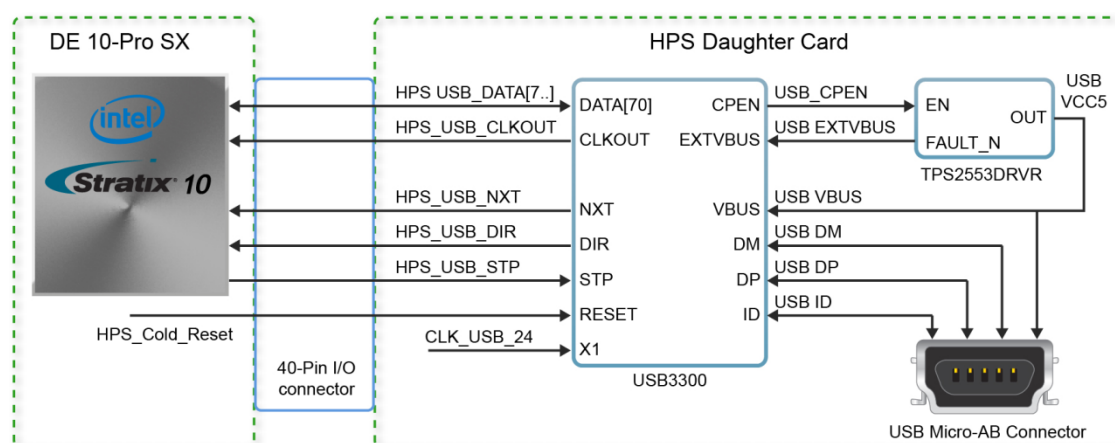 DE 10-Pro SX
HPS Daughter Card
intel
Stratix 10
HPS USB_DATA[7..]
HPS_USB_CLKOUT
HPS_USB_NXT
HPS_USB_DIR
HPS_USB_STP
HPS_Cold_Reset
CLK_USB_24
40-Pin I/O
connector
DATA[70]
CLKOUT
NXT
DIR
STP
RESET
X1
CPEN
EXTVBUS
VBUS
DM
DP
ID
USB3300
USB_CPEN
USB EXTVBUS
USB VBUS
USB DM
USB DP
USB ID
EN
OUT
FAULT_N
TPS2553DRVR
USB
VCC5
USB Micro-AB Connector